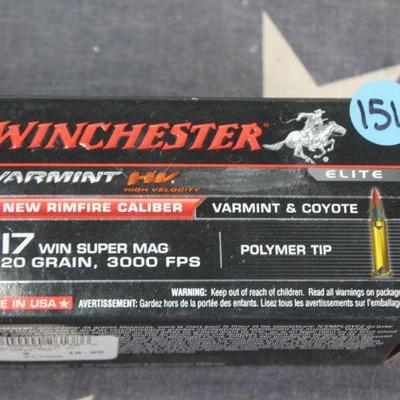 151
WINCHESTER
VARMINT HV
HIGH VELOCITY
ELITE
NEW RIMFIRE CALIBER
VARMINT & COYOTE
17 WIN SUPER MAG
20 GRAIN, 3000 FPS
POLYMER TIP
WARNING: Keep out of reach of children. Read all warnings on package
E IN USA★ AVERTISSEMENT: Gardez hors de la portée des enfants. Lisez tous les avertissements sur l'emballage